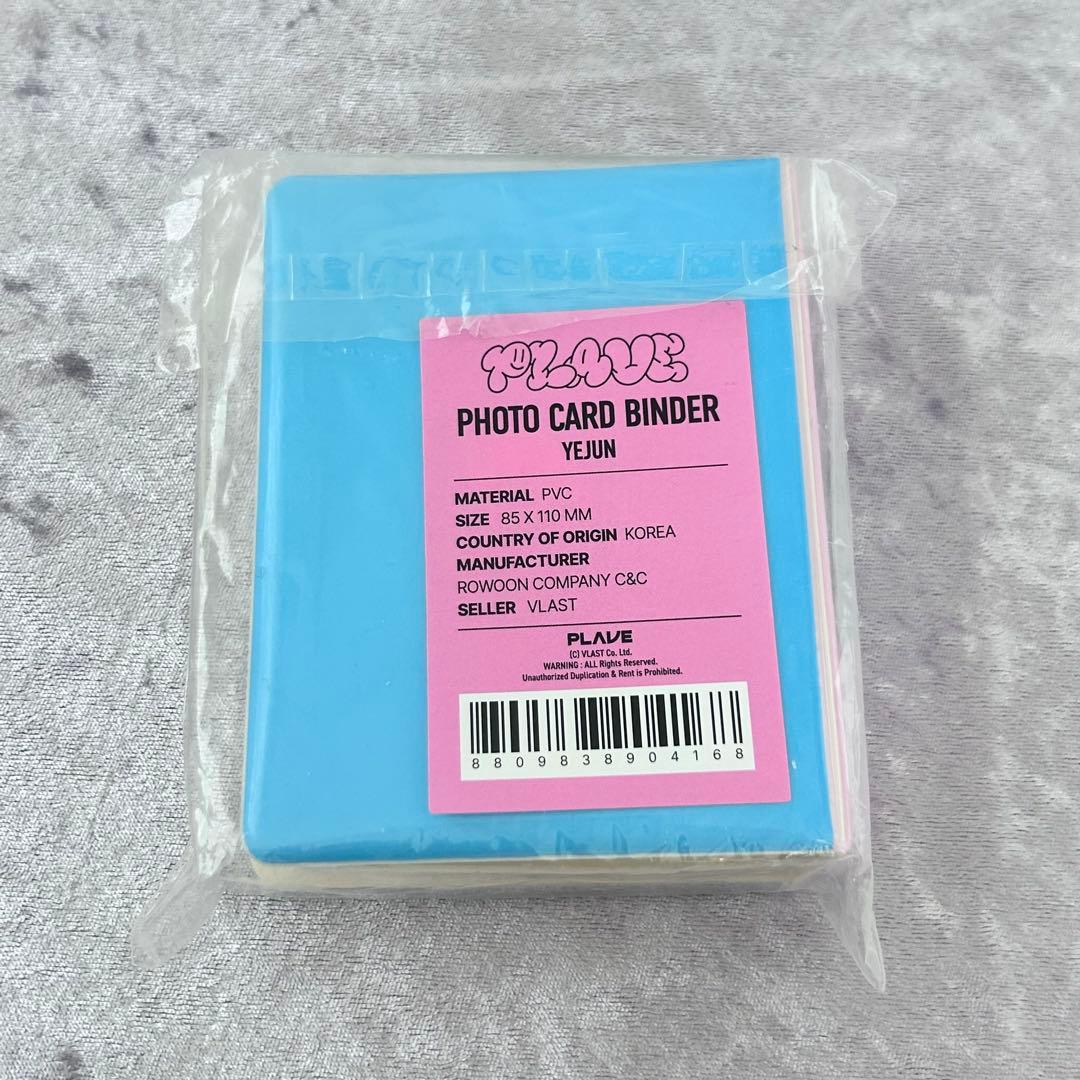 PLAVE
PHOTO CARD BINDER
YEJUN
MATERIAL PVC
SIZE 85 X 110 MM
COUNTRY OF ORIGIN KOREA
MANUFACTURER
ROWOON COMPANY C&C
SELLER VLAST
PLAVE
(C) VLAST Co. Ltd.
WARNING : ALL Rights Reserved.
Unauthorized Duplication & Rent is Prohibited.
8809838904168